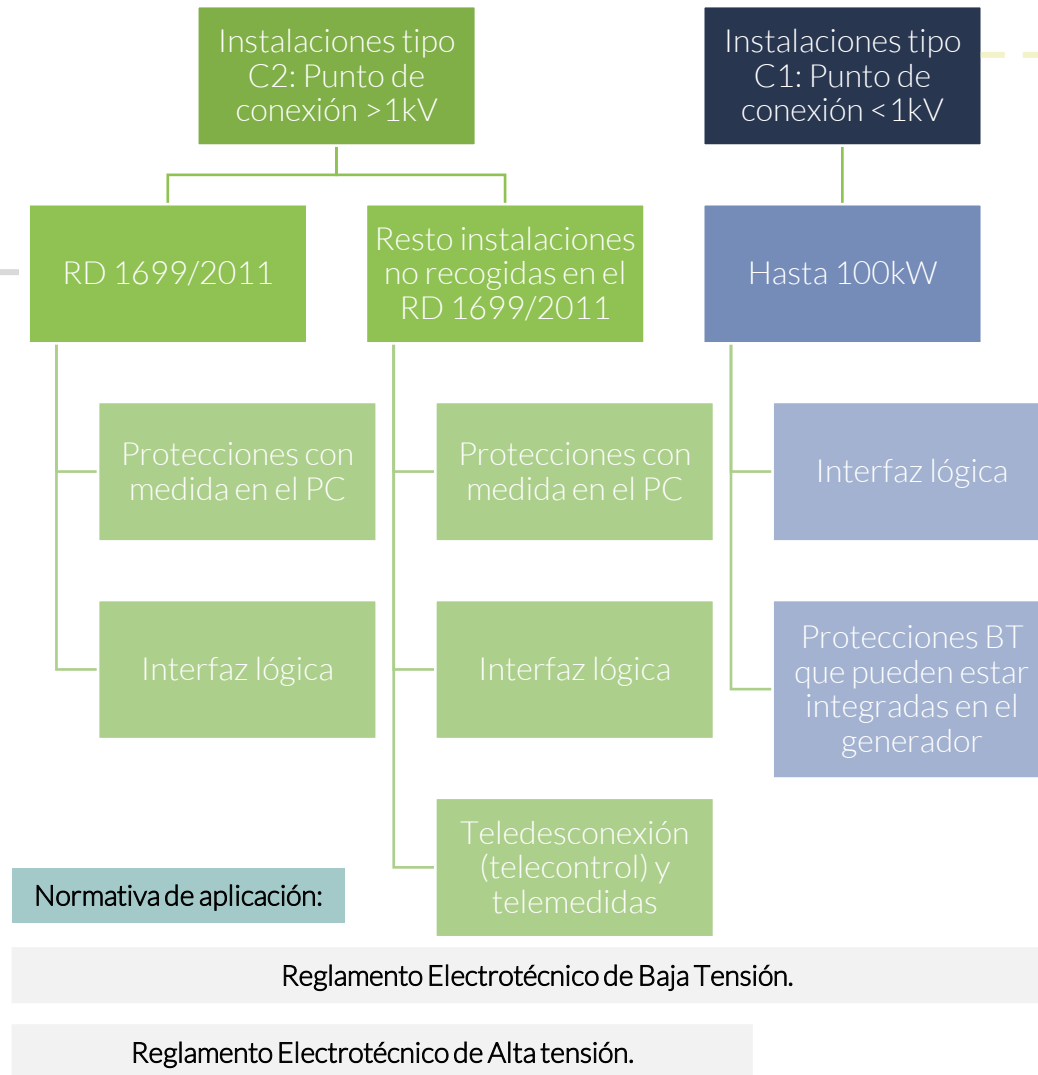 Instalaciones tipo
C2: Punto de
conexión >1kV
Instalaciones tipo
C1: Punto de
conexión <1kV
RD 1699/2011
Resto instalaciones
no recogidas en el
RD 1699/2011
Hasta 100kW
Protecciones con
medida en el PC
Protecciones con
medida en el PC
Interfaz lógica
Interfaz lógica
Interfaz lógica
Protecciones BT
que pueden estar
integradas en el
generador
Teledesconexión
(telecontrol) y
telemedidas
Normativa de aplicación:
Reglamento Electrotécnico de Baja Tensión.
Reglamento Electrotécnico de Alta tensión.